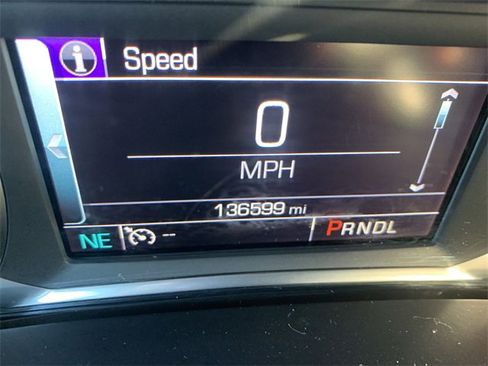 i Speed
0
MPH
136599 mi
NE -- PRNDL